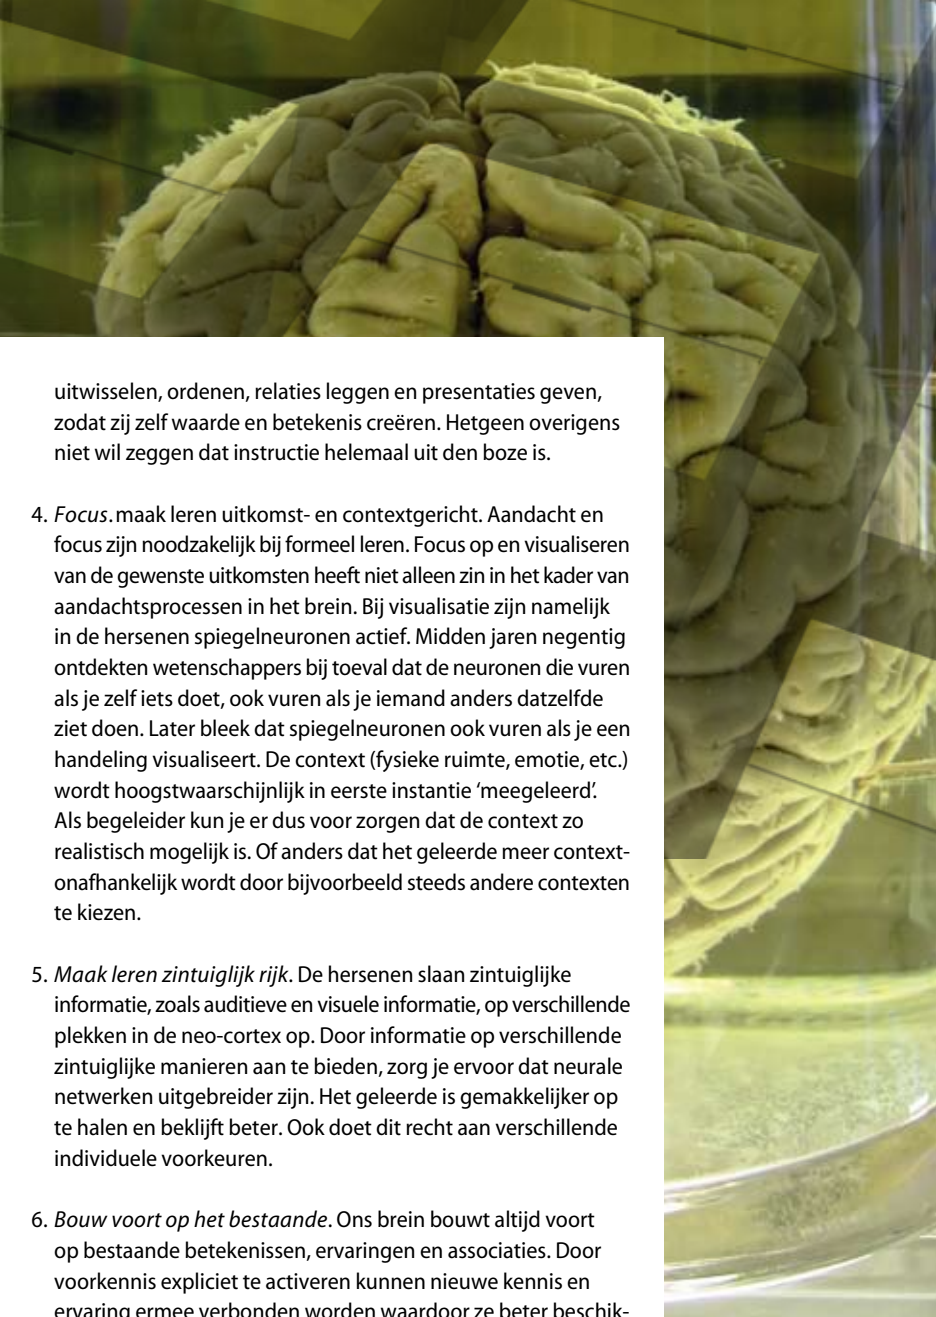 uitwisselen, ordenen, relaties leggen en presentaties geven,
zodat zij zelf waarde en betekenis creëren. Hetgeen overigens
niet wil zeggen dat instructie helemaal uit den boze is.
4. Focus. maak leren uitkomst- en contextgericht. Aandacht en
focus zijn noodzakelijk bij formeel leren. Focus op en visualiseren
van de gewenste uitkomsten heeft niet alleen zin in het kader van
aandachtsprocessen in het brein. Bij visualisatie zijn namelijk
in de hersenen spiegelneuronen actief. Midden jaren negentig
ontdekten wetenschappers bij toeval dat de neuronen die vuren
als je zelf iets doet, ook vuren als je iemand anders datzelfde
ziet doen. Later bleek dat spiegelneuronen ook vuren als je een
handeling visualiseert. De context (fysieke ruimte, emotie, etc.)
wordt hoogstwaarschijnlijk in eerste instantie ‘meegeleerd’.
Als begeleider kun je er dus voor zorgen dat de context zo
realistisch mogelijk is. Of anders dat het geleerde meer context-
onafhankelijk wordt door bijvoorbeeld steeds andere contexten
te kiezen.
5. Maak leren zintuiglijk rijk. De hersenen slaan zintuiglijke
informatie, zoals auditieve en visuele informatie, op verschillende
plekken in de neo-cortex op. Door informatie op verschillende
zintuiglijke manieren aan te bieden, zorg je ervoor dat neurale
netwerken uitgebreider zijn. Het geleerde is gemakkelijker op
te halen en beklijft beter. Ook doet dit recht aan verschillende
individuele voorkeuren.
6. Bouw voort op het bestaande. Ons brein bouwt altijd voort
op bestaande betekenissen, ervaringen en associaties. Door
voorkennis expliciet te activeren kunnen nieuwe kennis en
ervaring ermee verbonden worden waardoor ze beter beschik-